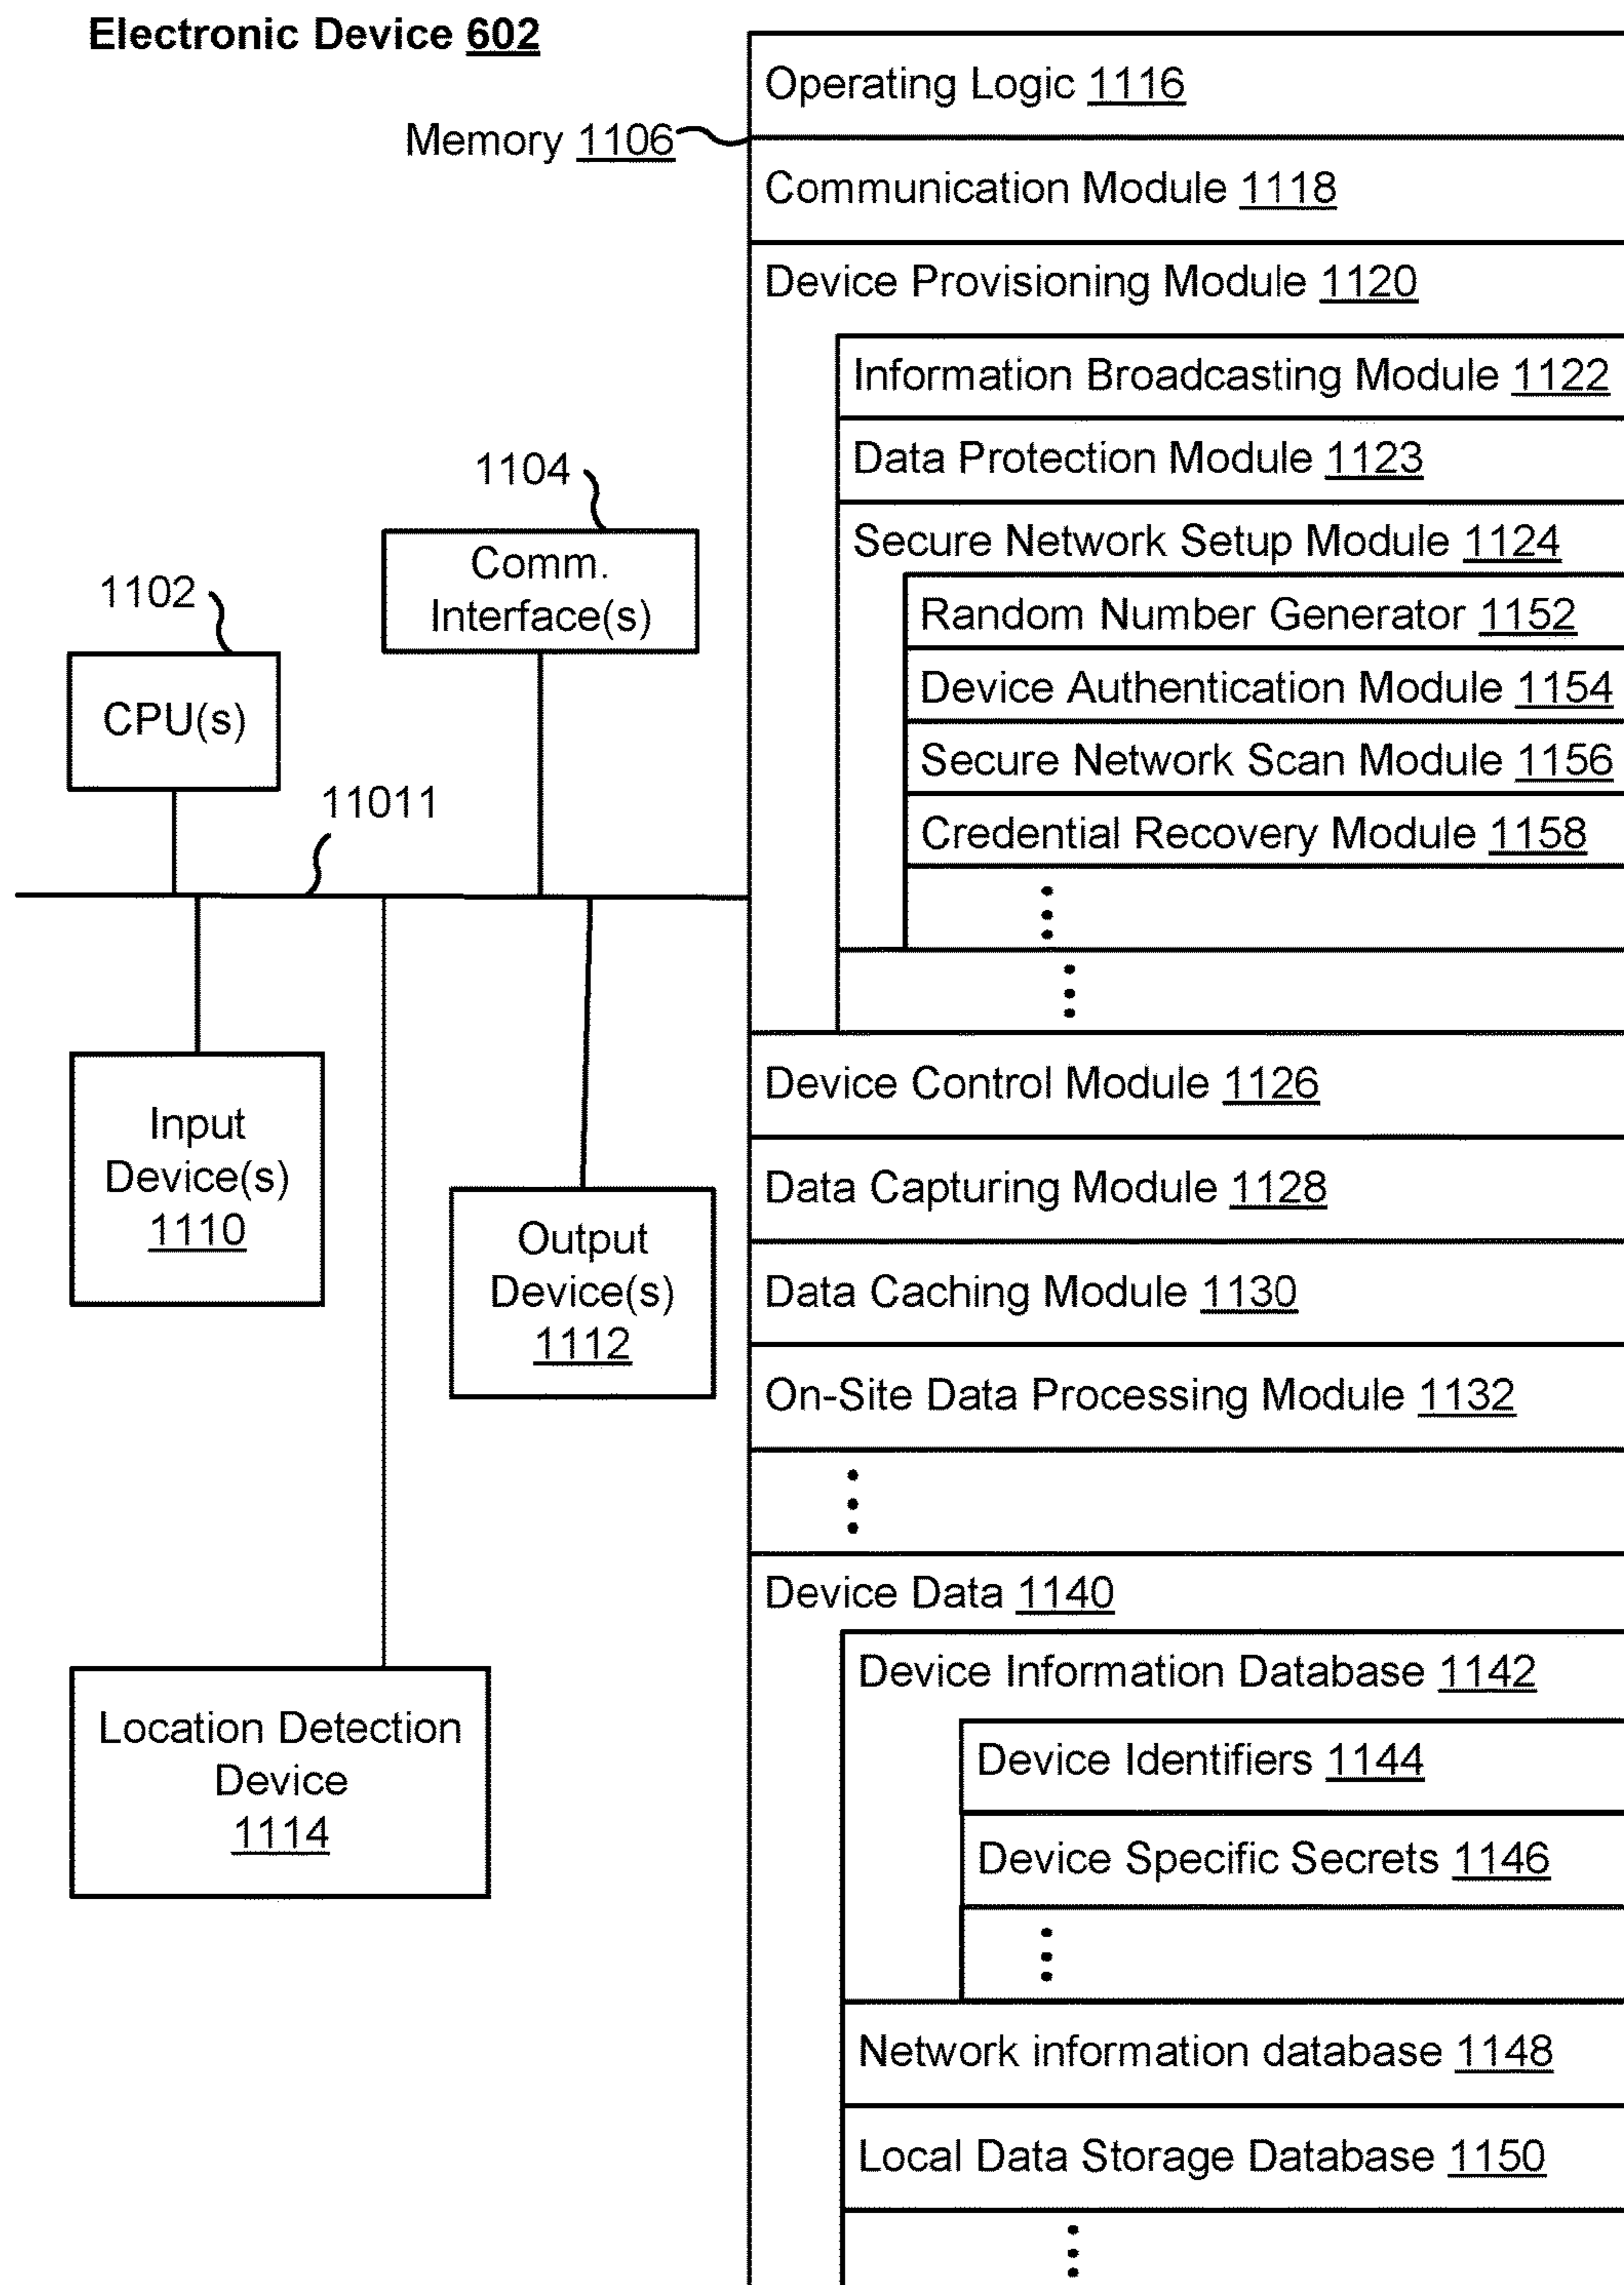 Electronic Device 602
Memory 1106
1104
Comm.
Interface(s)
1102
CPU(s)
11011
Input
Device(s)
1110
Output
Device(s)
1112
Location Detection
Device
1114
Operating Logic 1116
Communication Module 1118
Device Provisioning Module 1120
Information Broadcasting Module 1122
Data Protection Module 1123
Secure Network Setup Module 1124
Random Number Generator 1152
Device Authentication Module 1154
Secure Network Scan Module 1156
Credential Recovery Module 1158
Device Control Module 1126
Data Capturing Module 1128
Data Caching Module 1130
On-Site Data Processing Module 1132
Device Data 1140
Device Information Database 1142
Device Identifiers 1144
Device Specific Secrets 1146
Network information database 1148
Local Data Storage Database 1150